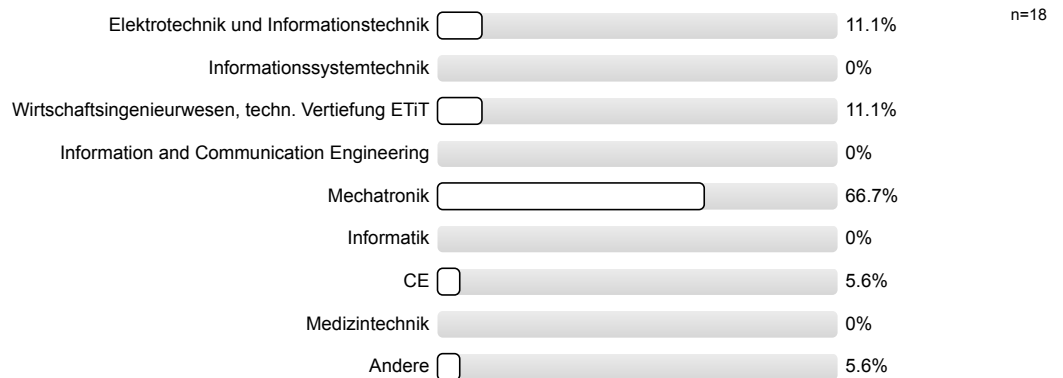 Elektrotechnik und Informationstechnik 11.1% n=18
Informationssystemtechnik 0%
Wirtschaftsingenieurwesen, techn. Vertiefung ETiT 11.1%
Information and Communication Engineering 0%
Mechatronik 66.7%
Informatik 0%
CE 5.6%
Medizintechnik 0%
Andere 5.6%